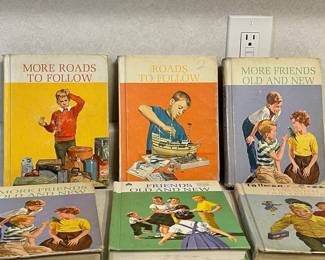 MORE ROADS
TO FOLLOW
ROADS
TO FOLLOW
2
MORE FRIENDS
OLD AND NEW
MORE FRIENDS
OLD AND NEW
FRIENDS
OLD AND NEW